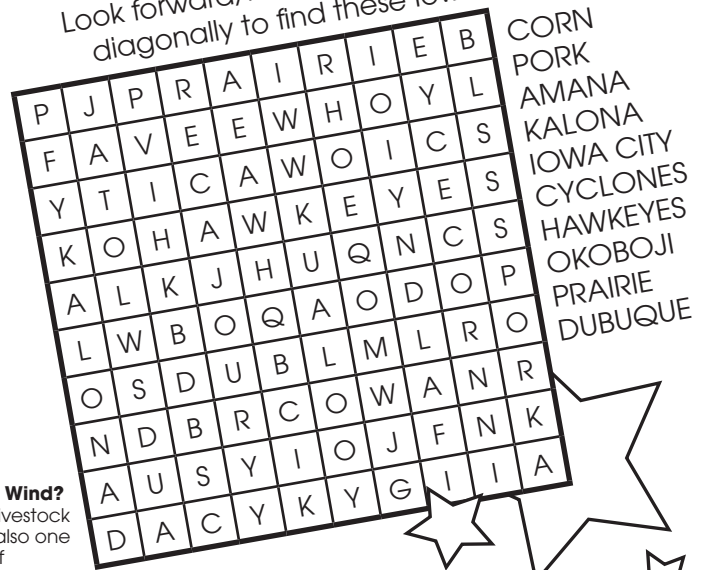 Look forward,
diagonally to find these
P J P R A I R I E B
F A V E E W H O Y L
Y T I C A W O I C S
K O H A W K E Y E S
A L K J H U Q N C S
L W B O Q A O D O P
O S D U B L M L R O
N D B R C O W A N R
A U S Y I O J F N K
D A C Y K Y G I I A
CORN
PORK
AMANA
KALONA
IOWA CITY
CYCLONES
HAWKEYES
OKOBOJI
PRAIRIE
DUBUQUE
Wind?
ivestock
also one
f